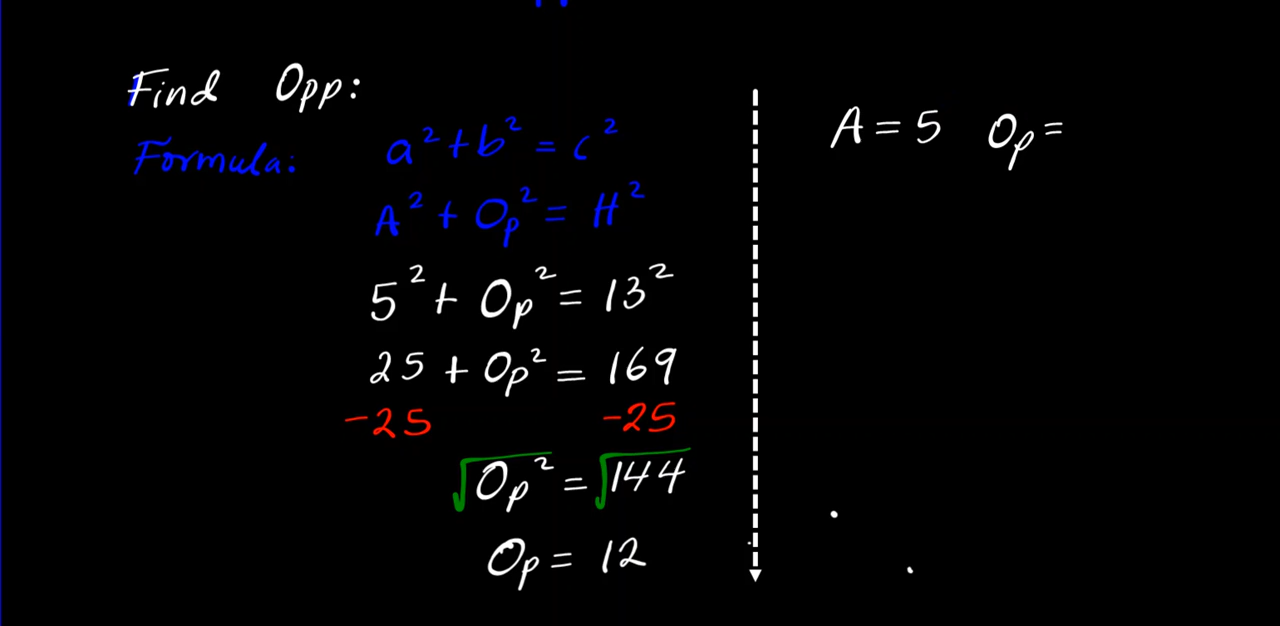 Find Opp:
Formula: a² + b² = c²
A² + Op² = H²
5² + Op² = 13²
25 + Op² = 169
-25 -25
√Op² = √144
Op = 12
A = 5 Op =